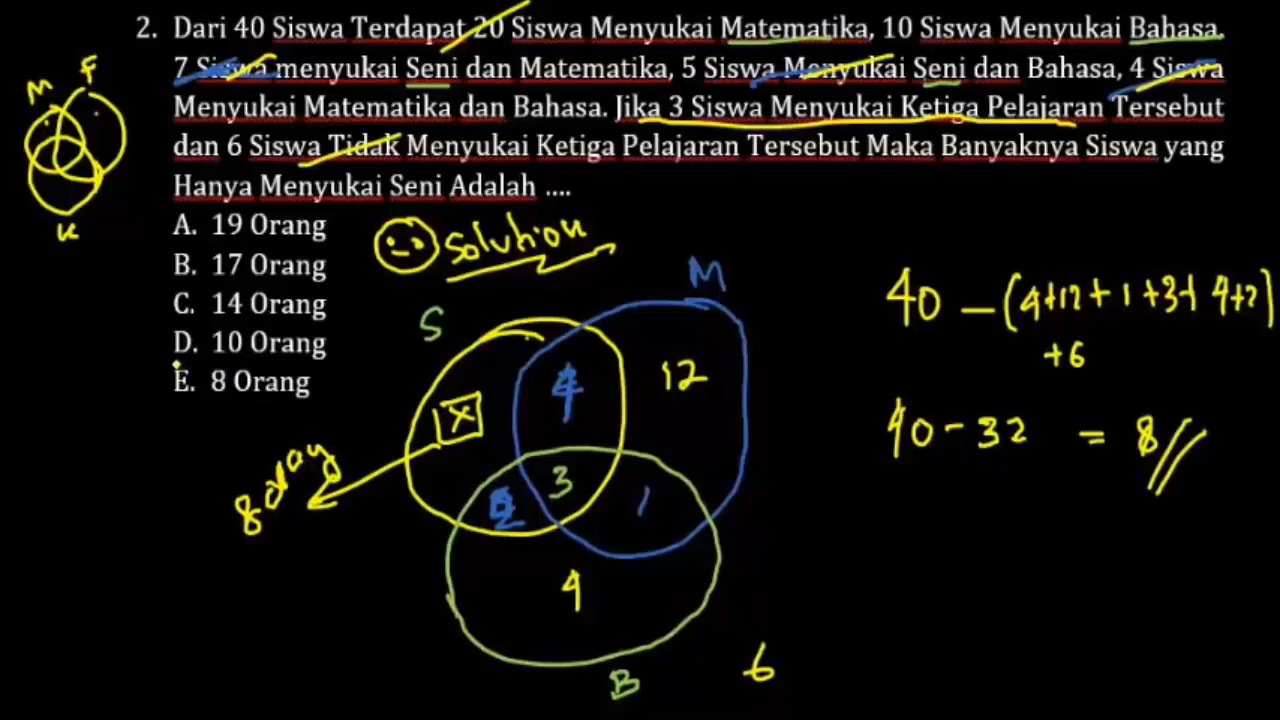 2. Dari 40 Siswa Terdapat 20 Siswa Menyukai Matematika, 10 Siswa Menyukai Bahasa,
7 Siswa menyukai Seni dan Matematika, 5 Siswa Menyukai Seni dan Bahasa, 4 Siswa
Menyukai Matematika dan Bahasa. Jika 3 Siswa Menyukai Ketiga Pelajaran Tersebut
dan 6 Siswa Tidak Menyukai Ketiga Pelajaran Tersebut Maka Banyaknya Siswa yang
Hanya Menyukai Seni Adalah ....
A. 19 Orang
B. 17 Orang
C. 14 Orang
D. 10 Orang
E. 8 Orang
M F
K
Solution
S
M
4
12
X
3
2
1
4
B
6
8 orang
40 - (4+12+1+3+4+2)
+6
40 - 32 = 8//